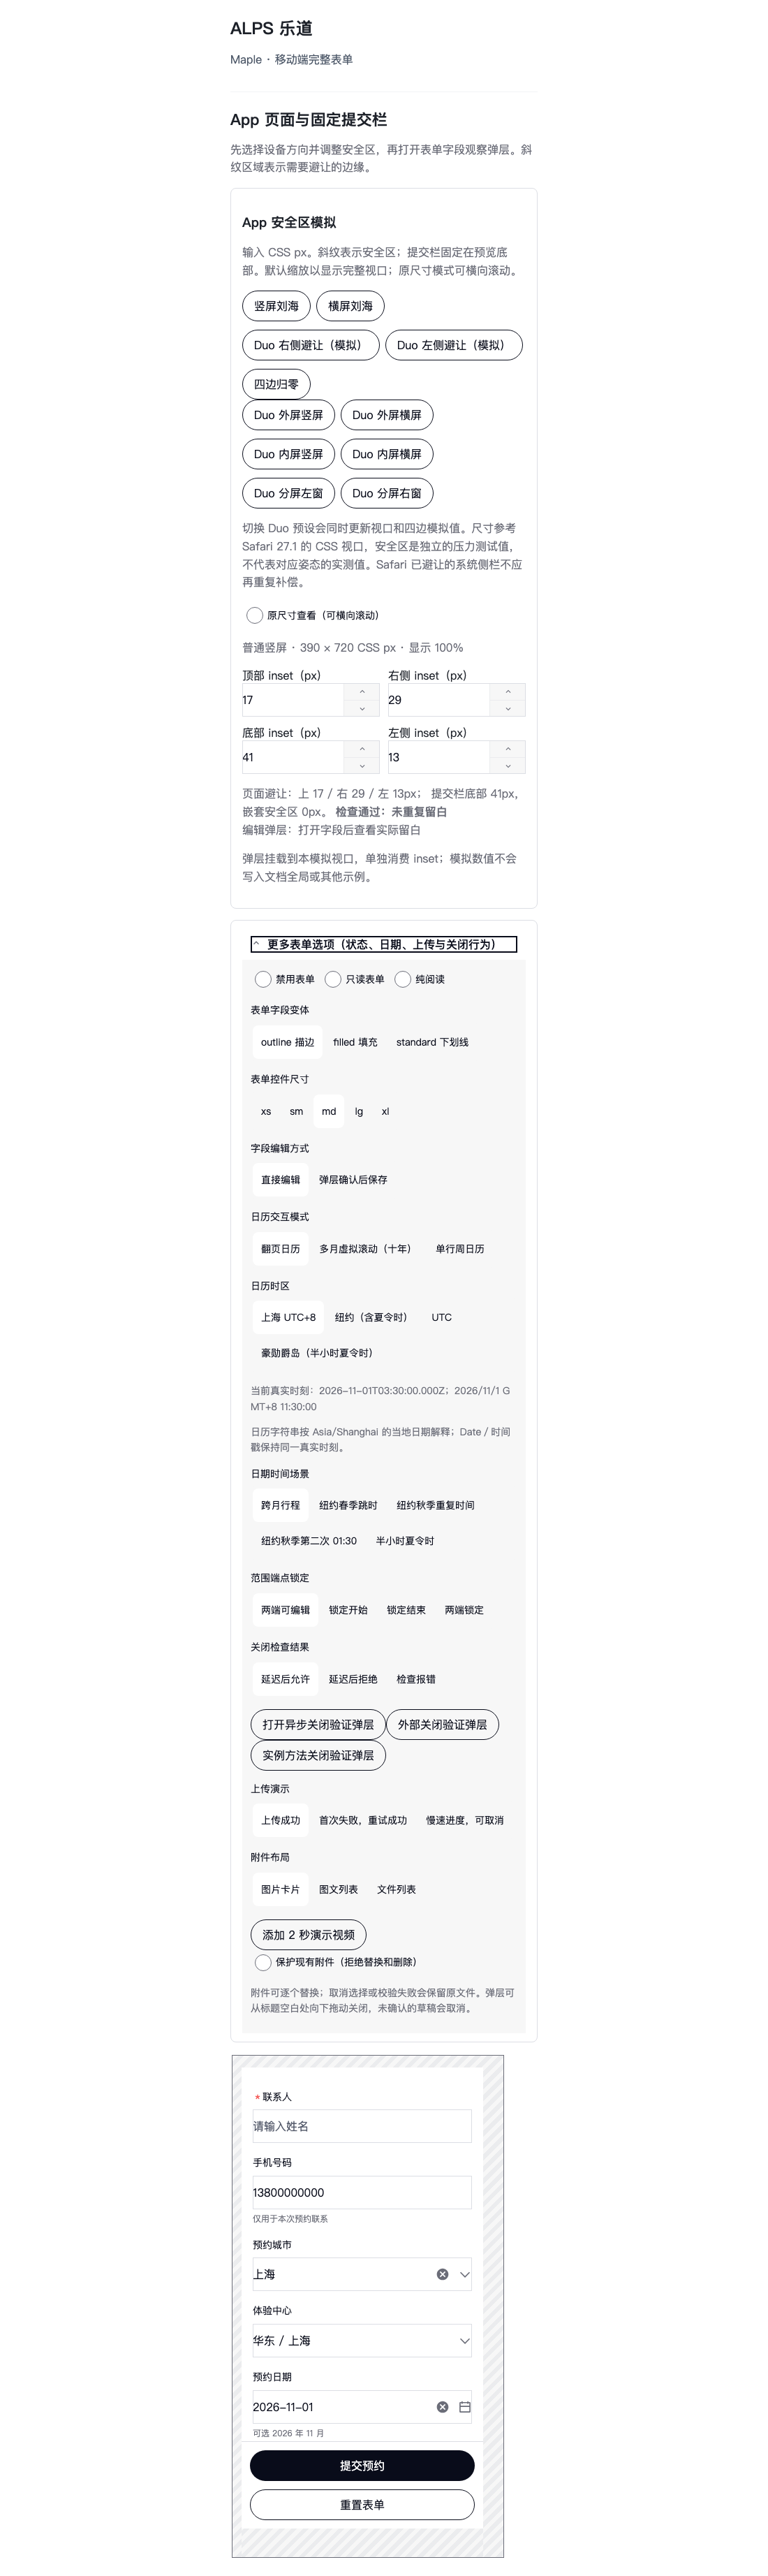 ALPS 乐道
Maple · 移动端完整表单
App 页面与固定提交栏
先选择设备方向并调整安全区，再打开表单字段观察弹层。斜
纹区域表示需要避让的边缘。
App 安全区模拟
输入 CSS px。斜纹表示安全区；提交栏固定在预览底
部。默认缩放以显示完整视口；原尺寸模式可横向滚动。
竖屏刘海 横屏刘海
Duo 右侧避让（模拟） Duo 左侧避让（模拟）
四边归零
Duo 外屏竖屏 Duo 外屏横屏
Duo 内屏竖屏 Duo 内屏横屏
Duo 分屏左窗 Duo 分屏右窗
切换 Duo 预设会同时更新视口和四边模拟值。尺寸参考
Safari 27.1 的 CSS 视口，安全区是独立的压力测试值，
不代表对应姿态的实测值。Safari 已避让的系统侧栏不应
再重复补偿。
原尺寸查看（可横向滚动）
普通竖屏 · 390 × 720 CSS px · 显示 100%
顶部 inset（px） 右侧 inset（px）
17 29
底部 inset（px） 左侧 inset（px）
41 13
页面避让：上 17 / 右 29 / 左 13px； 提交栏底部 41px，
嵌套安全区 0px。 检查通过：未重复留白
编辑弹层：打开字段后查看实际留白
弹层挂载到本模拟视口，单独消费 inset；模拟数值不会
写入文档全局或其他示例。
更多表单选项（状态、日期、上传与关闭行为）
禁用表单 只读表单 纯阅读
表单字段变体
outline 描边 filled 填充 standard 下划线
表单控件尺寸
xs sm md lg xl
字段编辑方式
直接编辑 弹层确认后保存
日历交互模式
翻页日历 多月虚拟滚动（十年） 单行周日历
日历时区
上海 UTC+8 纽约（含夏令时） UTC
豪勋爵岛（半小时夏令时）
当前真实时刻：2026-11-01T03:30:00.000Z；2026/11/1 G
MT+8 11:30:00
日历字符串按 Asia/Shanghai 的当地日期解释；Date / 时间
戳保持同一真实时刻。
日期时间场景
跨月行程 纽约春季跳时 纽约秋季重复时间
纽约秋季第二次 01:30 半小时夏令时
范围端点锁定
两端可编辑 锁定开始 锁定结束 两端锁定
关闭检查结果
延迟后允许 延迟后拒绝 检查报错
打开异步关闭验证弹层 外部关闭验证弹层
实例方法关闭验证弹层
上传演示
上传成功 首次失败，重试成功 慢速进度，可取消
附件布局
图片卡片 图文列表 文件列表
添加 2 秒演示视频
保护现有附件（拒绝替换和删除）
附件可逐个替换；取消选择或校验失败会保留原文件。弹层可
从标题空白处向下拖动关闭，未确认的草稿会取消。
* 联系人
请输入姓名
手机号码
13800000000
仅用于本次预约联系
预约城市
上海
体验中心
华东 / 上海
预约日期
2026-11-01
可选 2026 年 11 月
提交预约
重置表单